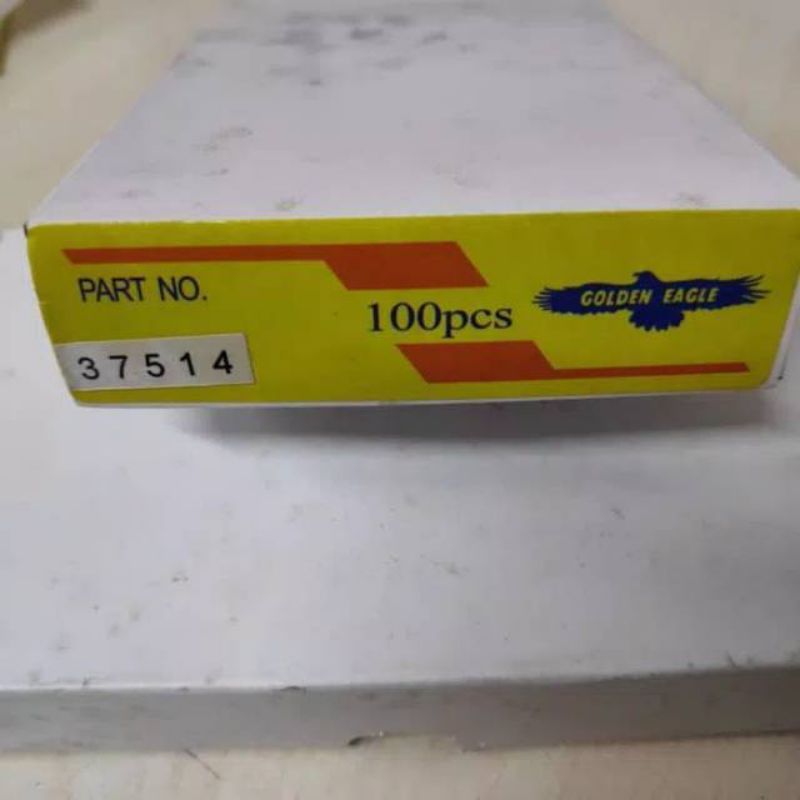 PART NO.
37514
100pcs
GOLDEN EAGLE